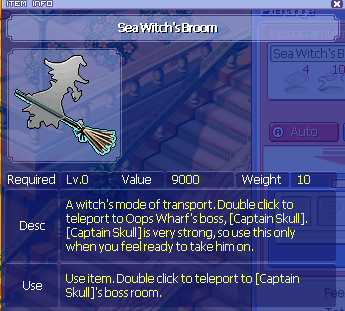 ITEM INFO
Sea Witch's Broom
Sea Witch's B
4
10
Auto
Required Lv.0 Value 9000 Weight 10
Desc
A witch's mode of transport. Double click to
teleport to Oops Wharf's boss, [Captain Skull].
[Captain Skull] is very strong, so use this only
when you feel ready to take him on.
Use
Use item. Double click to teleport to [Captain
Skull]'s boss room.
Fee